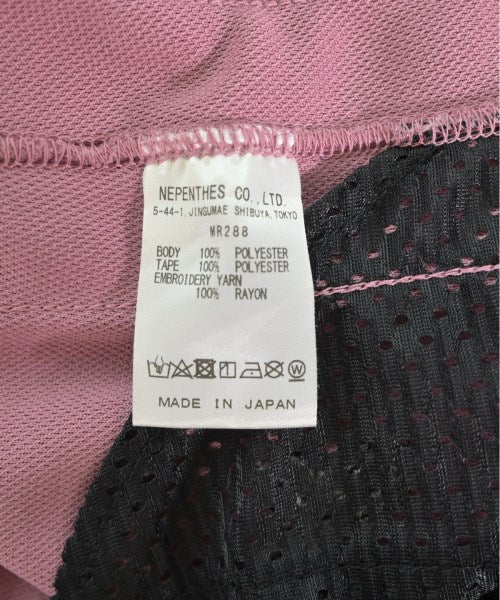 NEPENTHES CO.,LTD.
5-44-1,JINGUMAE SHIBUYA,TOKYO
MR288
BODY 100% POLYESTER
TAPE 100% POLYESTER
EMBROIDERY YARN
100% RAYON
W
MADE IN JAPAN